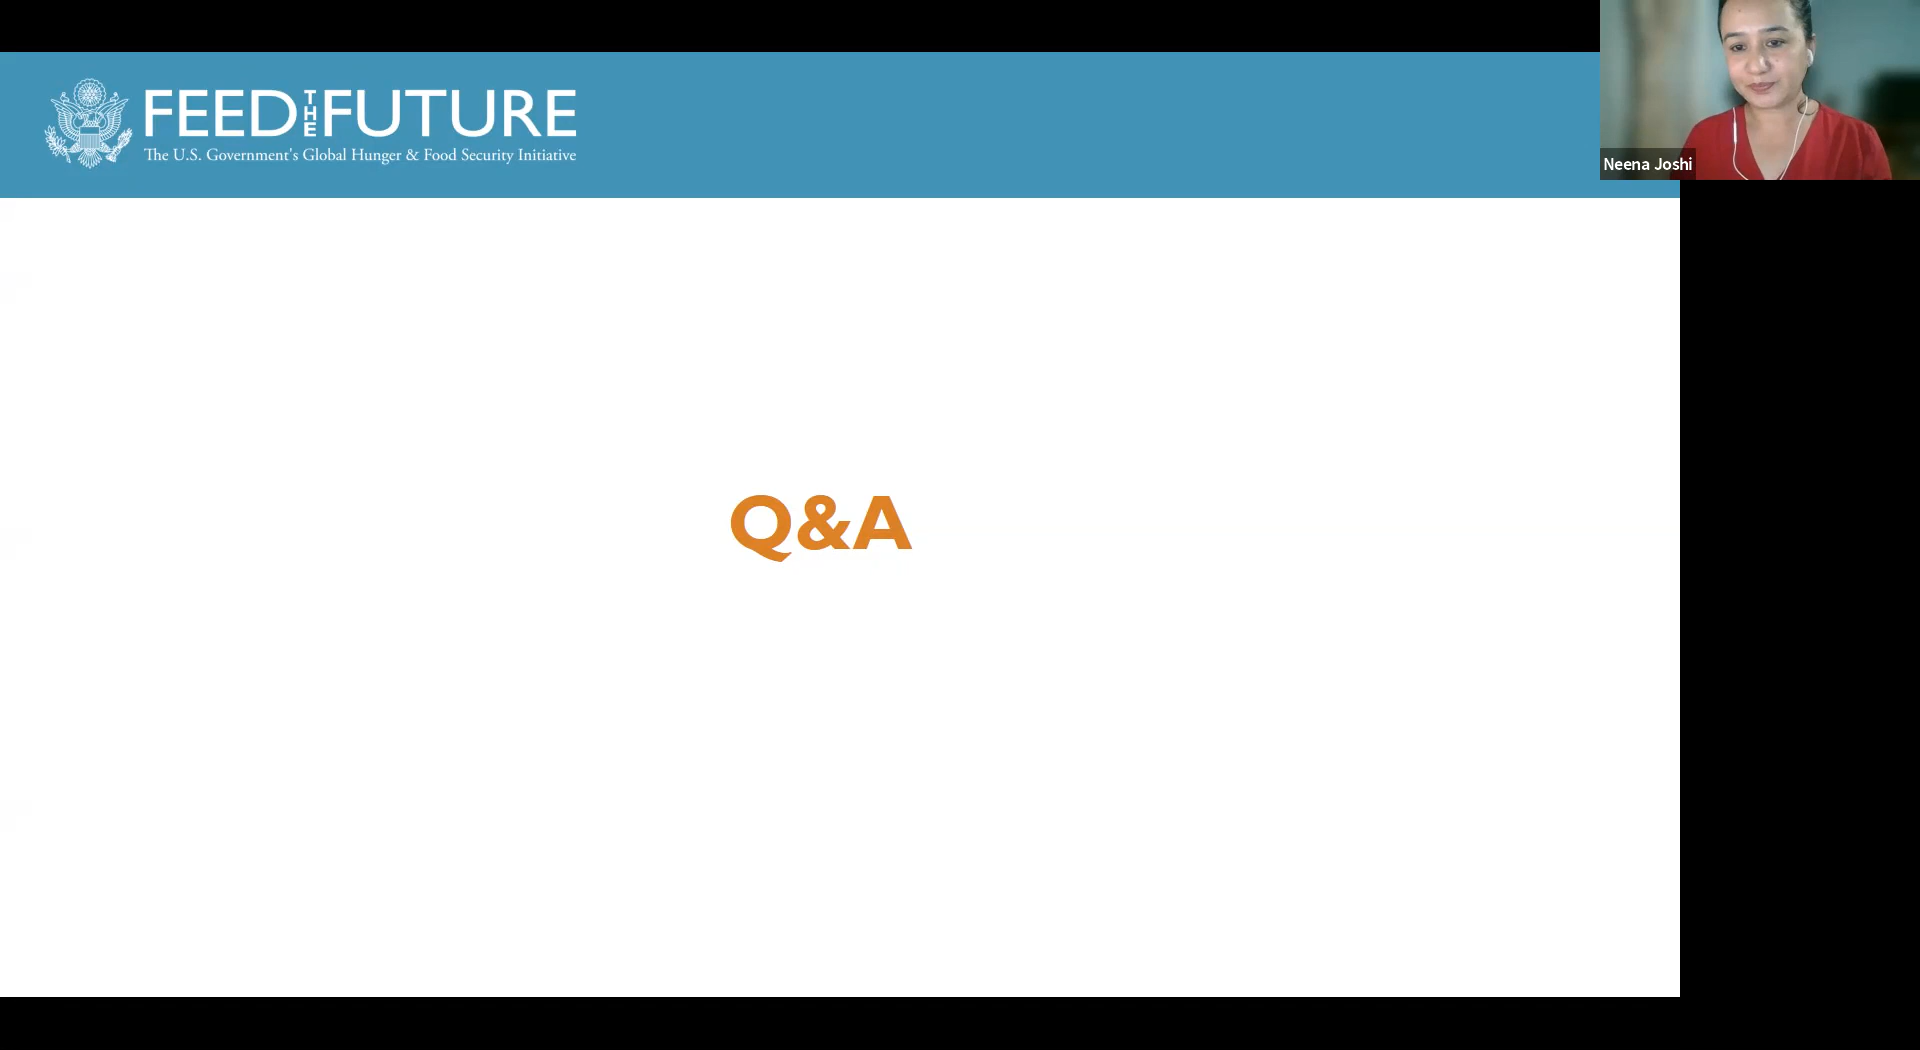 FEED THE FUTURE
The U.S. Government's Global Hunger & Food Security Initiative
Neena Joshi
Q&A